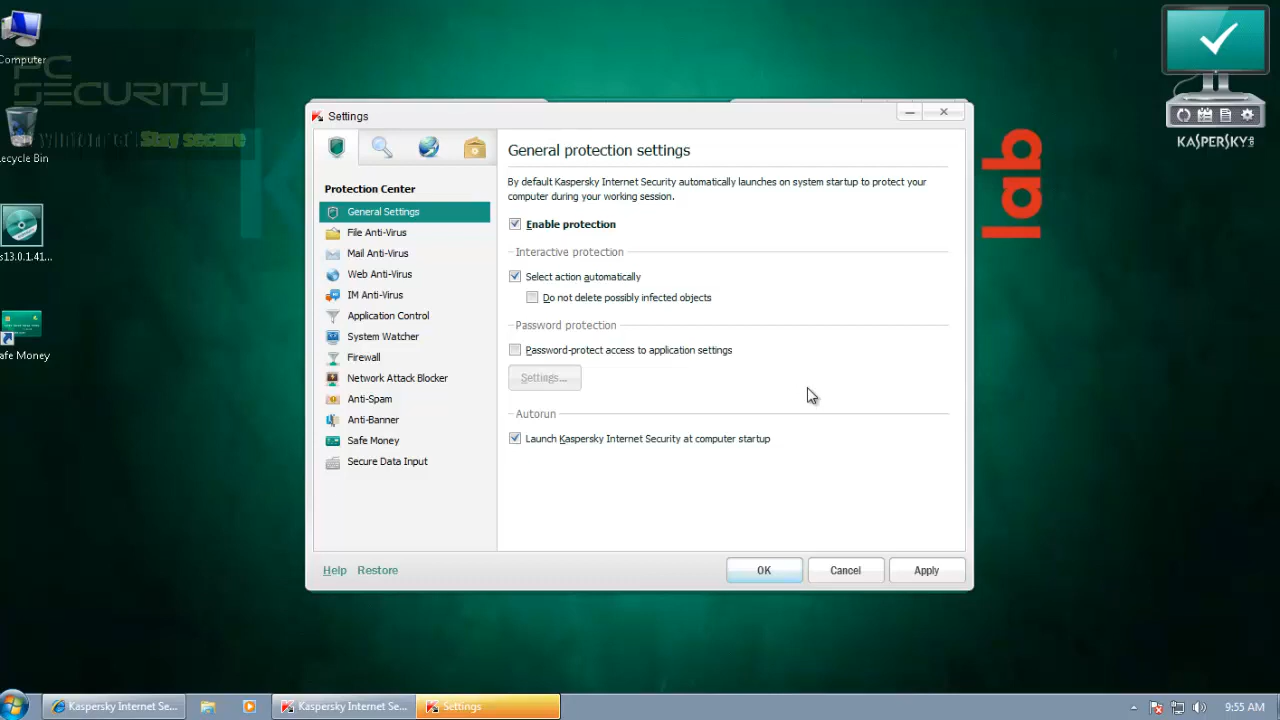 Computer
PC
SECURITY
Stay secure
s13.0.1.41...
lab
KASPERSKY
Settings
Protection Center
General Settings
File Anti-Virus
Mail Anti-Virus
Web Anti-Virus
IM Anti-Virus
Application Control
System Watcher
Firewall
Network Attack Blocker
Anti-Spam
Anti-Banner
Safe Money
Secure Data Input
General protection settings
By default Kaspersky Internet Security automatically launches on system startup to protect your
computer during your working session.
Enable protection
Interactive protection
Select action automatically
Do not delete possibly infected objects
Password protection
Password-protect access to application settings
Settings...
Autorun
Launch Kaspersky Internet Security at computer startup
Help Restore
OK Cancel Apply
ecycle Bin
afe Money
Kaspersky Internet Se...
Kaspersky Internet Se...
Settings
9:55 AM